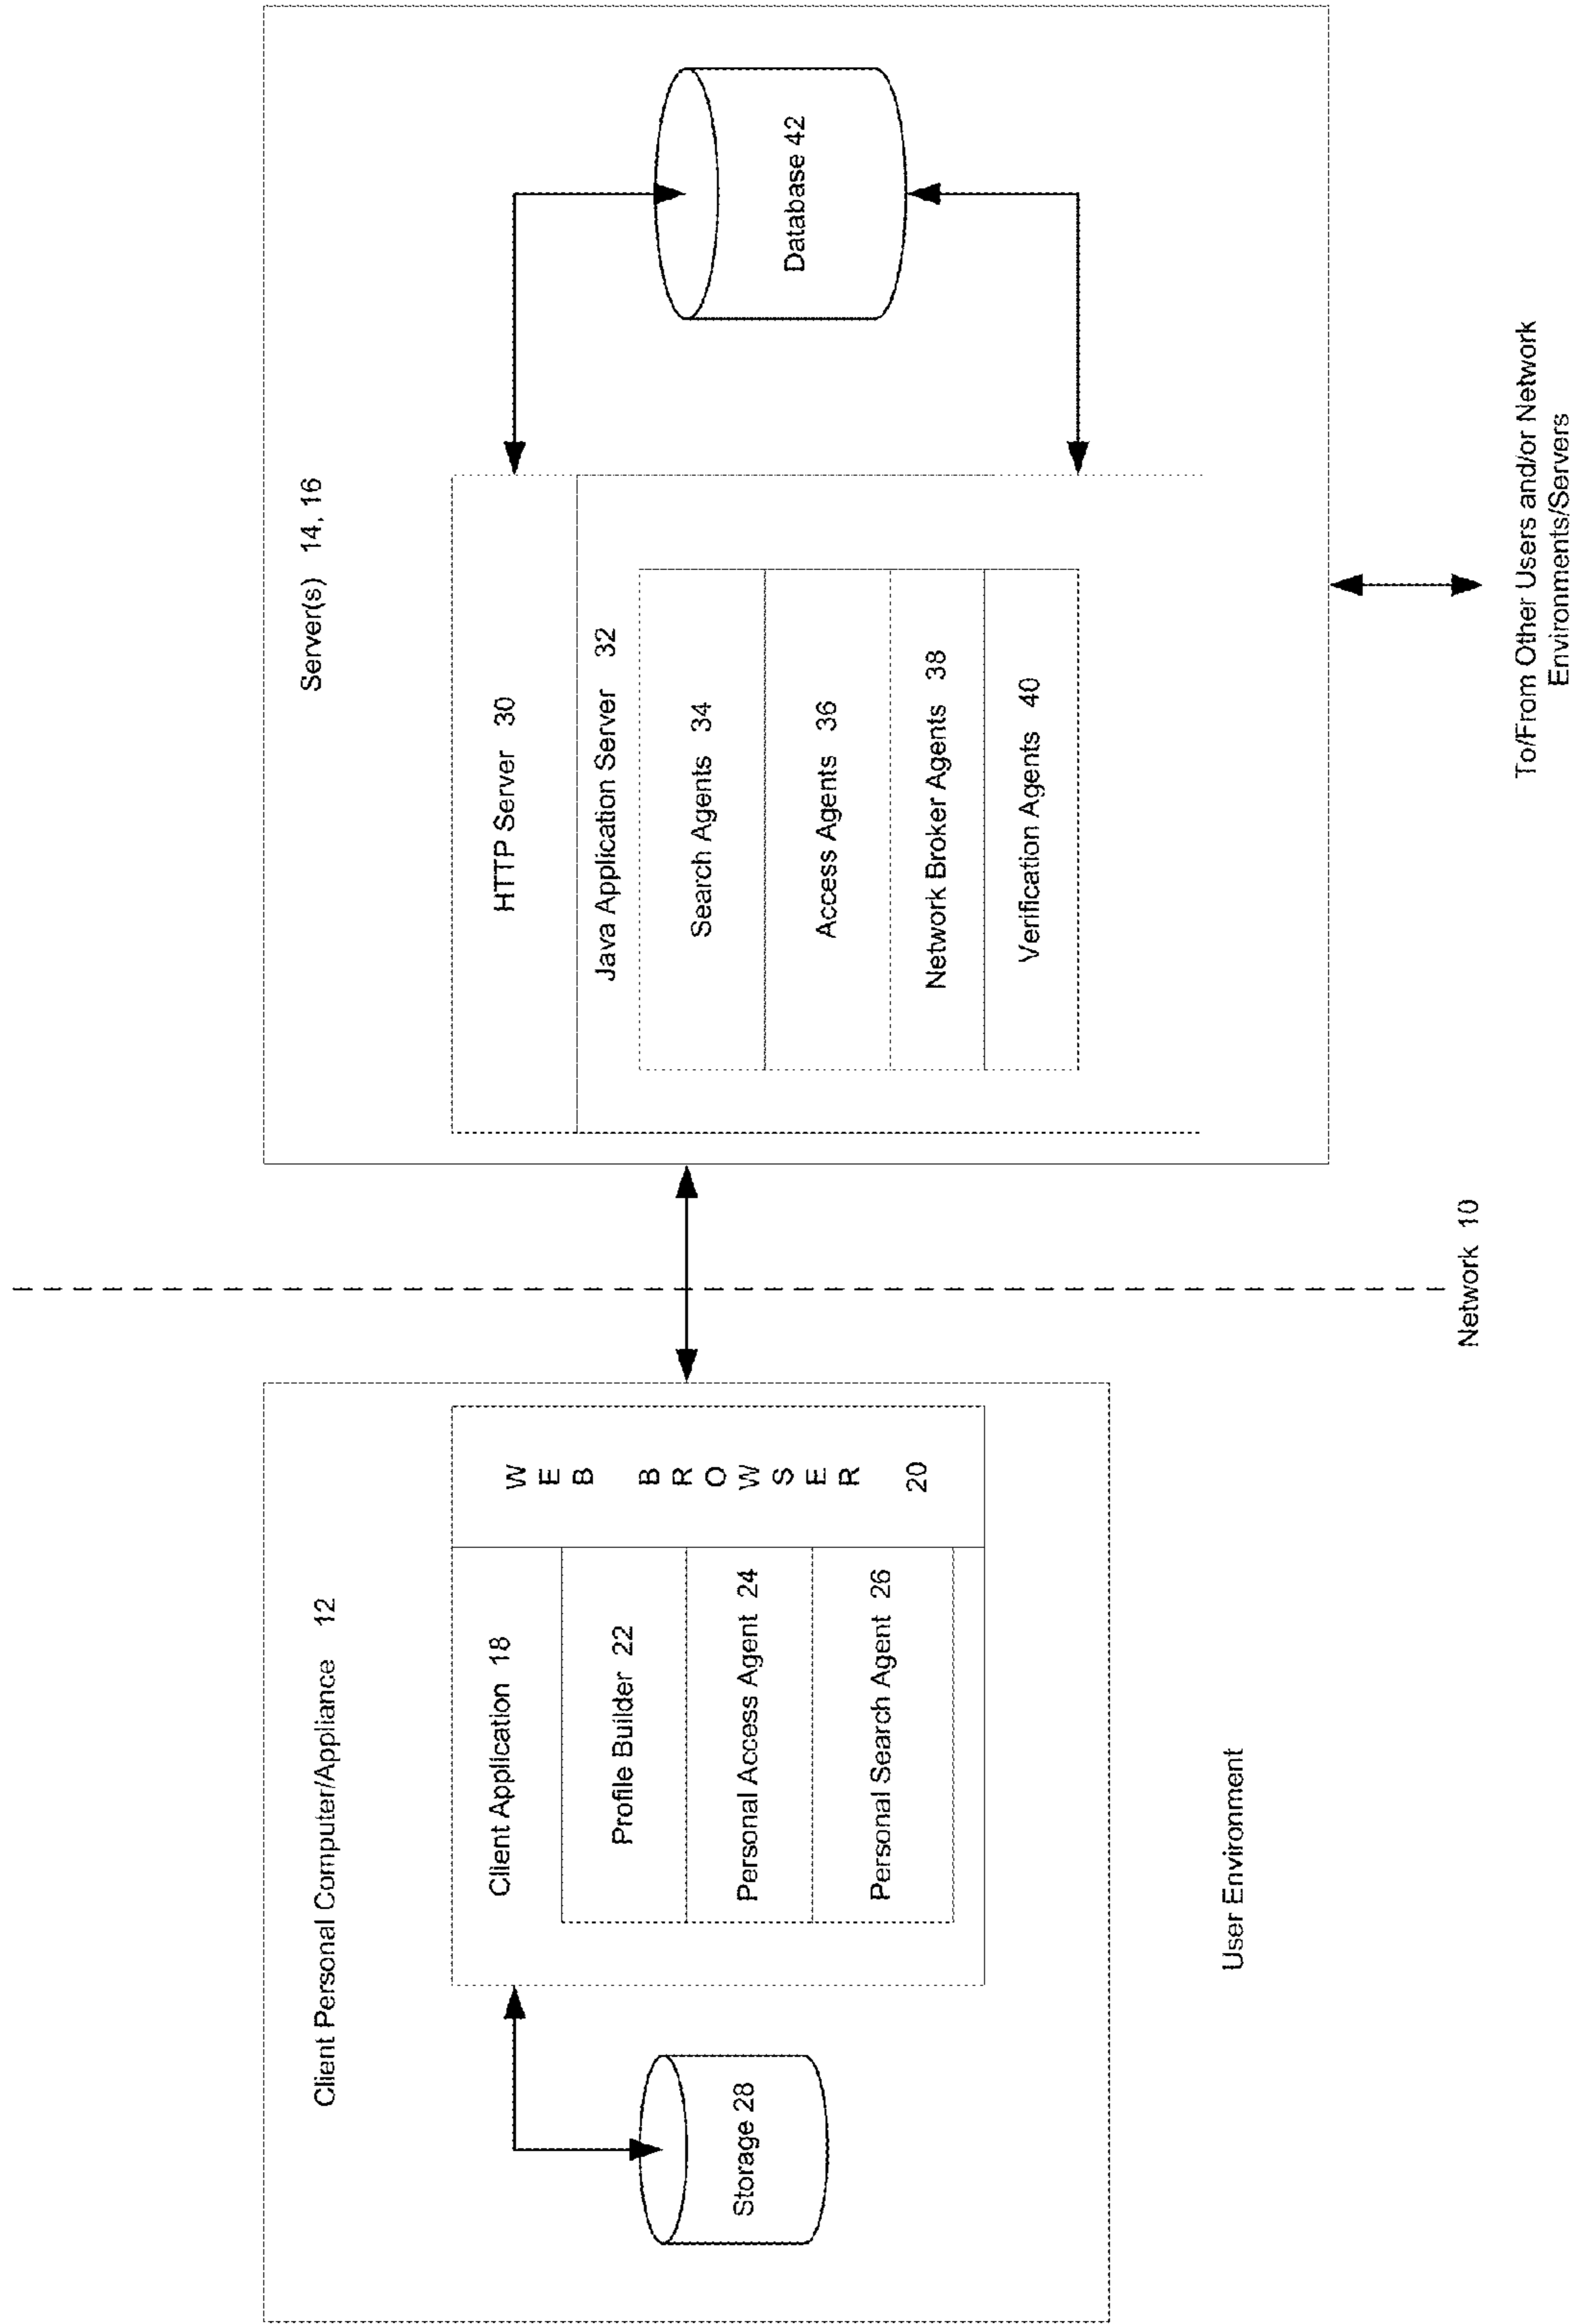 Client Personal Computer/Appliance 12
Client Application 18
Profile Builder 22
Personal Access Agent 24
Personal Search Agent 26
WEB BROWSER 20
Storage 28
User Environment
Network 10
Server(s) 14, 16
HTTP Server 30
Java Application Server 32
Search Agents 34
Access Agents 36
Network Broker Agents 38
Verification Agents 40
Database 42
To/From Other Users and/or Network
Environments/Servers